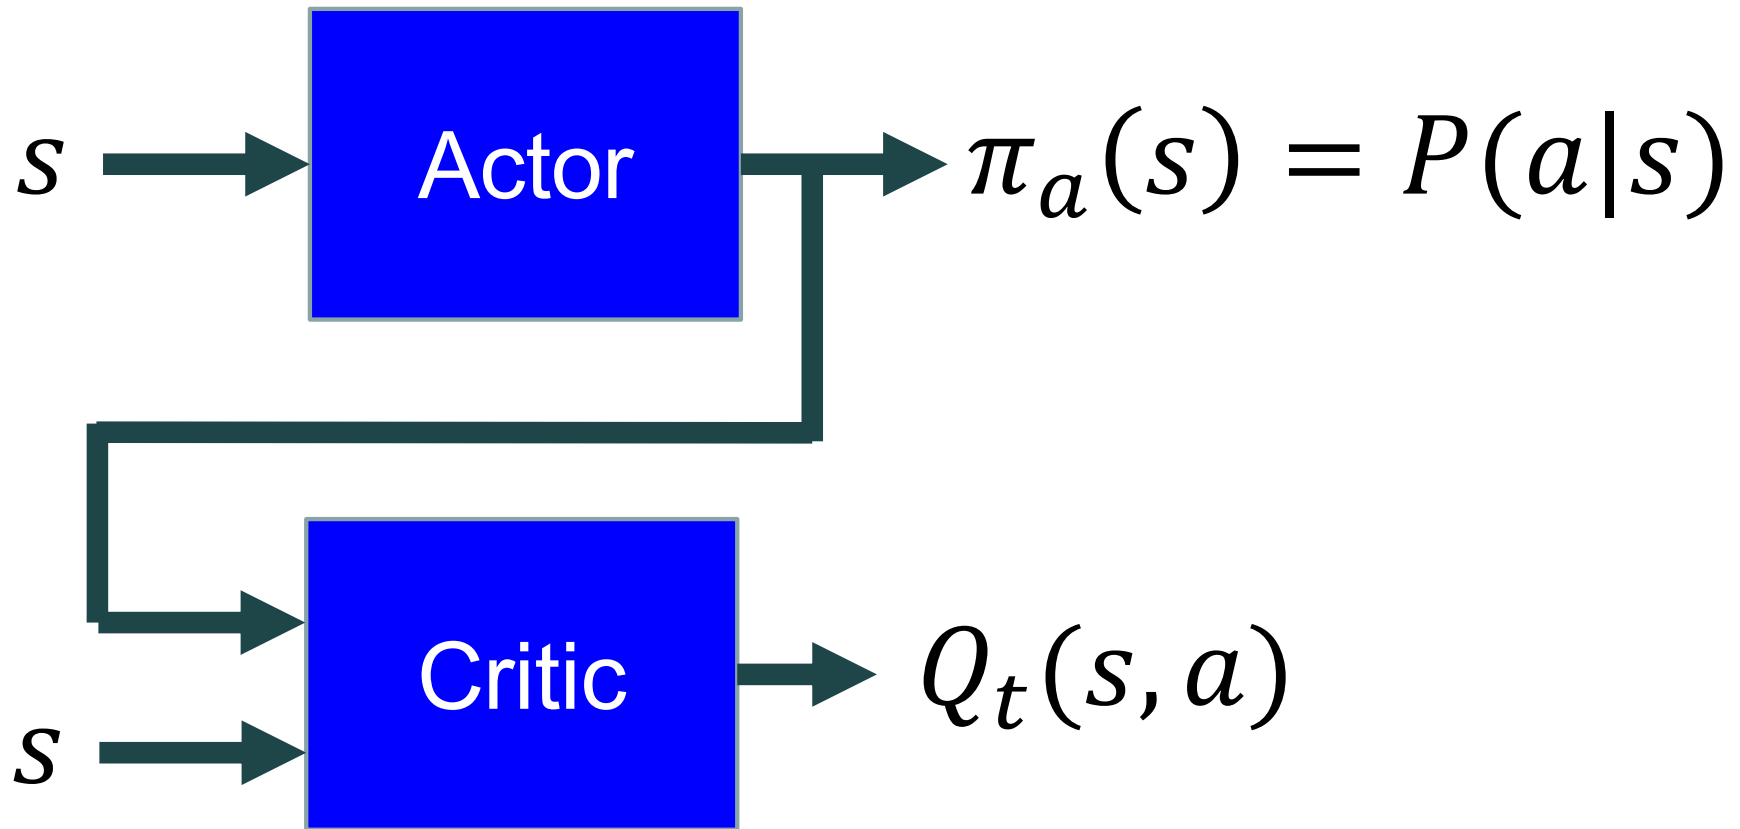 s
Actor
π_a(s) = P(a|s)
s
Critic
Q_t(s, a)